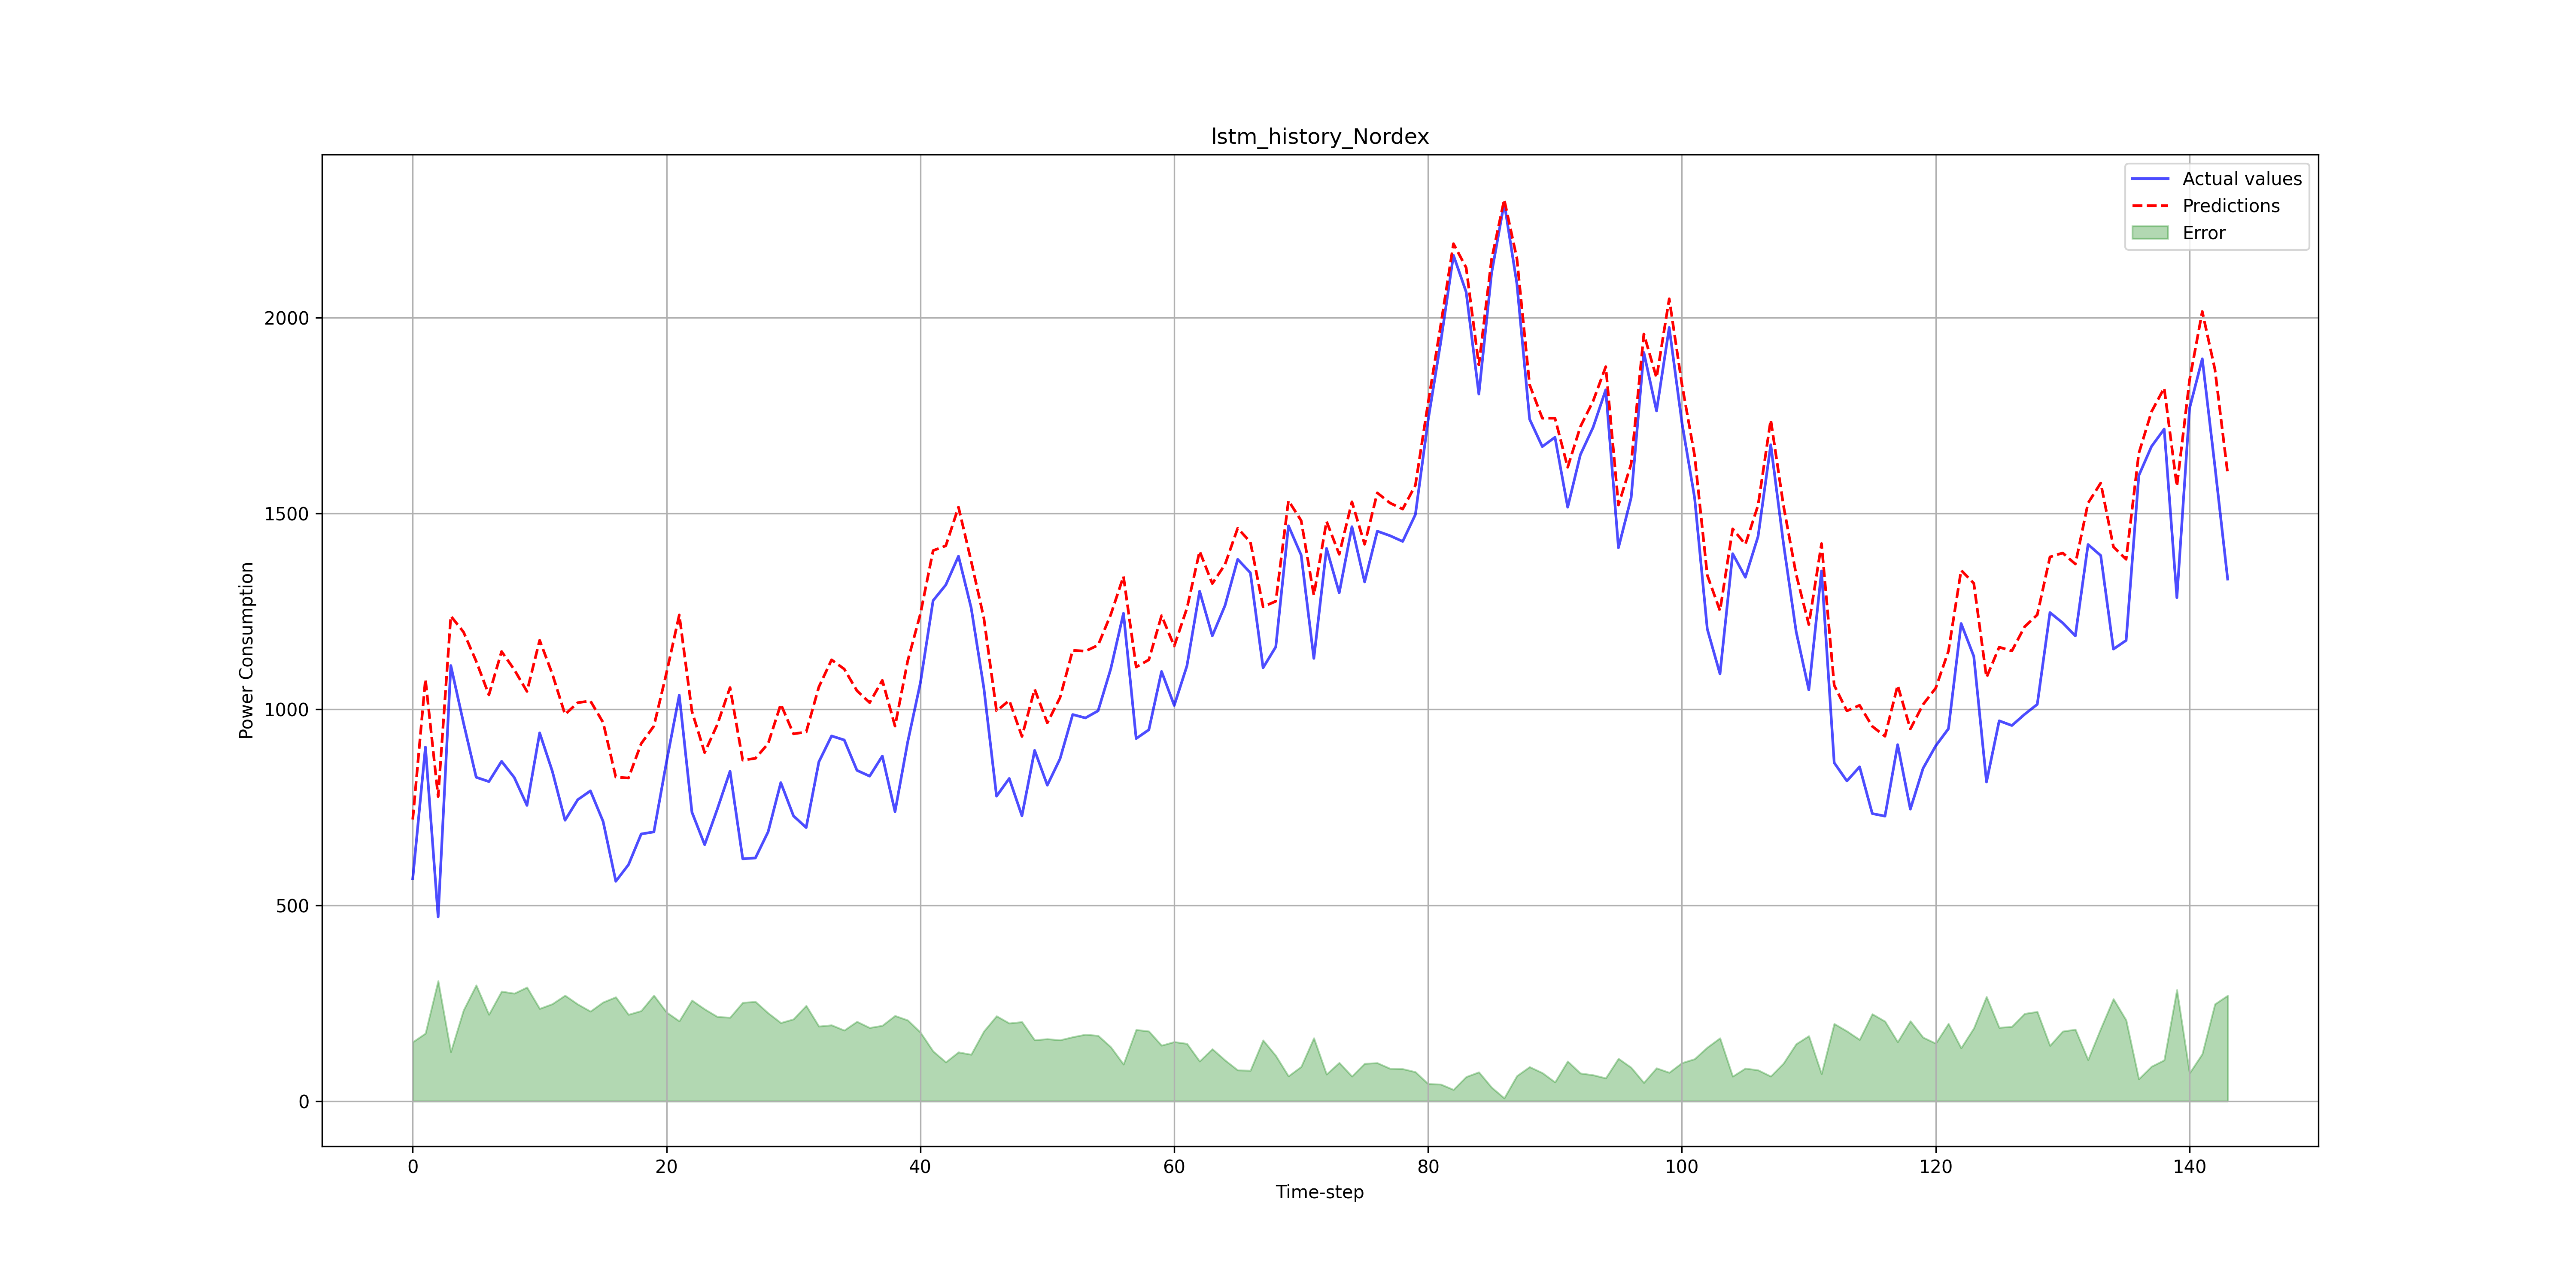 lstm_history_Nordex
Actual values
Predictions
Error
Power Consumption
2000
1500
1000
500
0
0 20 40 60 80 100 120 140
Time-step